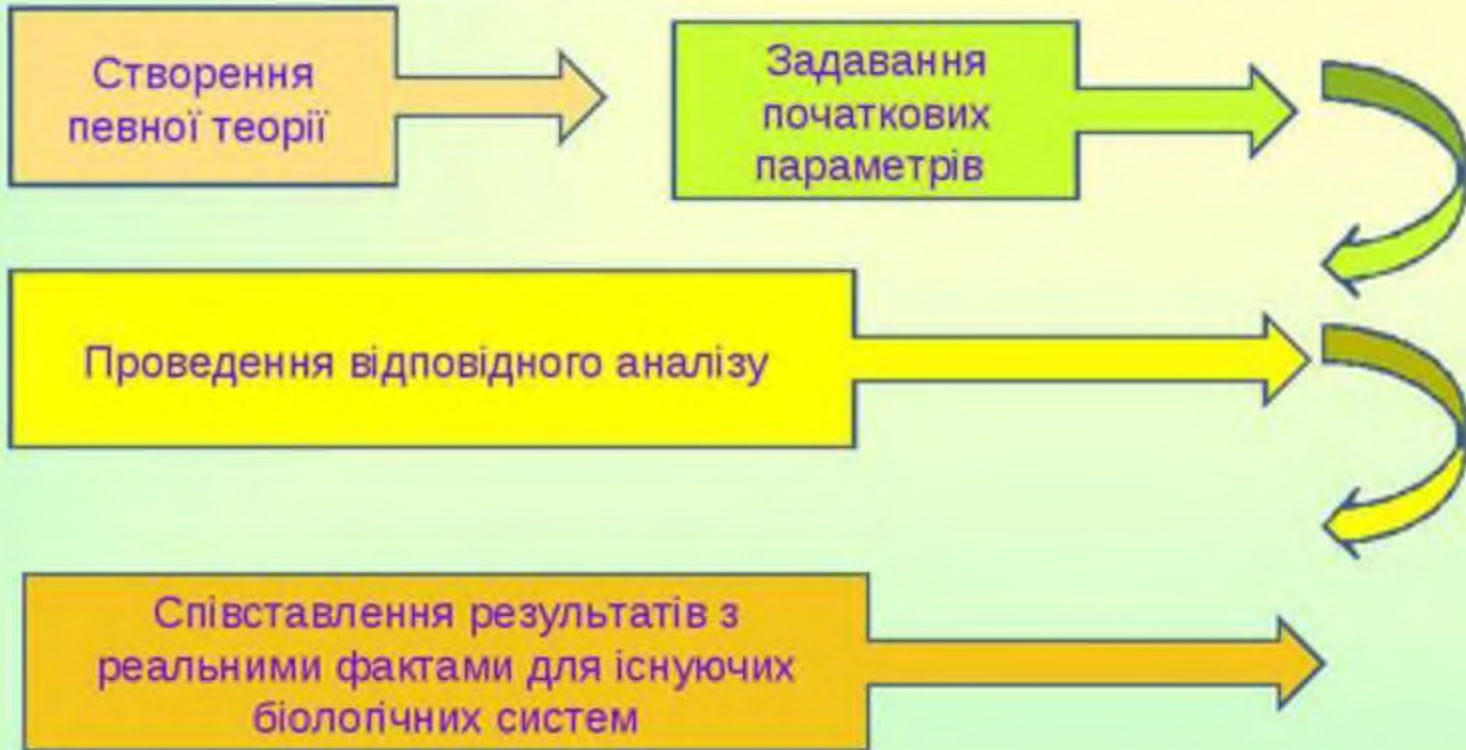 Створення
певної теорії
Задавання
початкових
параметрів
Проведення відповідного аналізу
Співставлення результатів з
реальними фактами для існуючих
біологічних систем